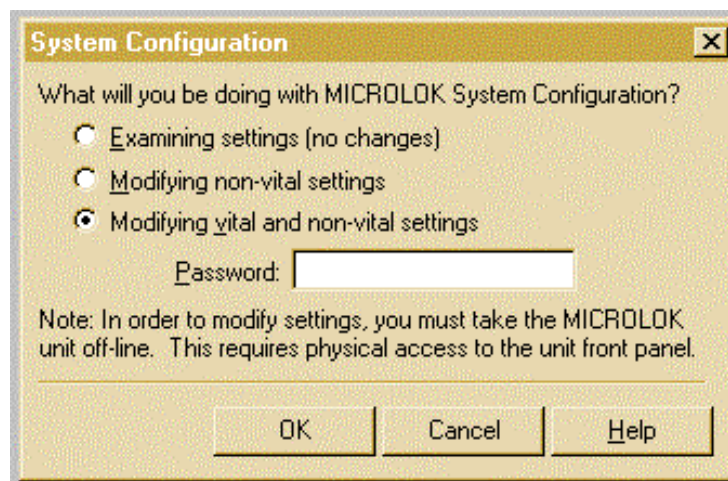 System Configuration
What will you be doing with MICROLOK System Configuration?
Examining settings (no changes)
Modifying non-vital settings
Modifying vital and non-vital settings
Password:
Note: In order to modify settings, you must take the MICROLOK
unit off-line. This requires physical access to the unit front panel.
OK Cancel Help